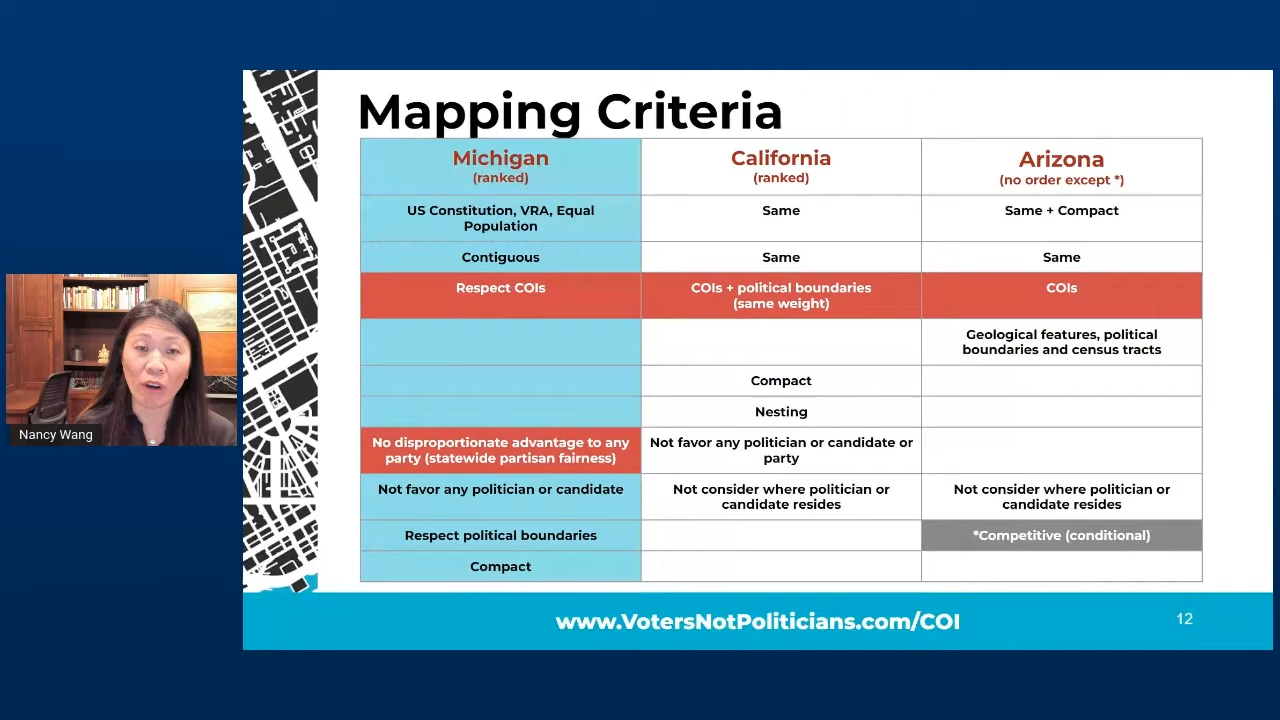 Mapping Criteria
Michigan
(ranked)
California
(ranked)
Arizona
(no order except *)
US Constitution, VRA, Equal
Population
Same
Same + Compact
Contiguous
Same
Same
Respect COIs
COIs + political boundaries
(same weight)
COIs
Geological features, political
boundaries and census tracts
Compact
Nesting
No disproportionate advantage to any
party (statewide partisan fairness)
Not favor any politician or candidate or
party
Not favor any politician or candidate
Not consider where politician or
candidate resides
Not consider where politician or
candidate resides
Respect political boundaries
*Competitive (conditional)
Compact
Nancy Wang
www.VotersNotPoliticians.com/COI
12